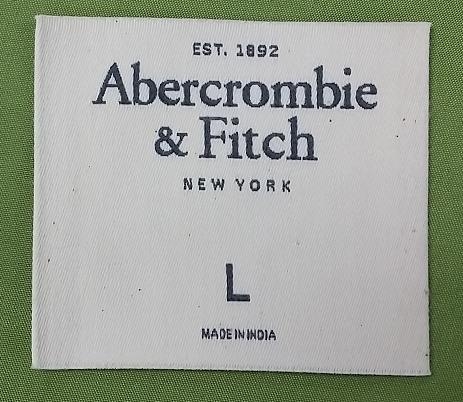 EST. 1892
Abercrombie
& Fitch
NEW YORK
L
MADE IN INDIA